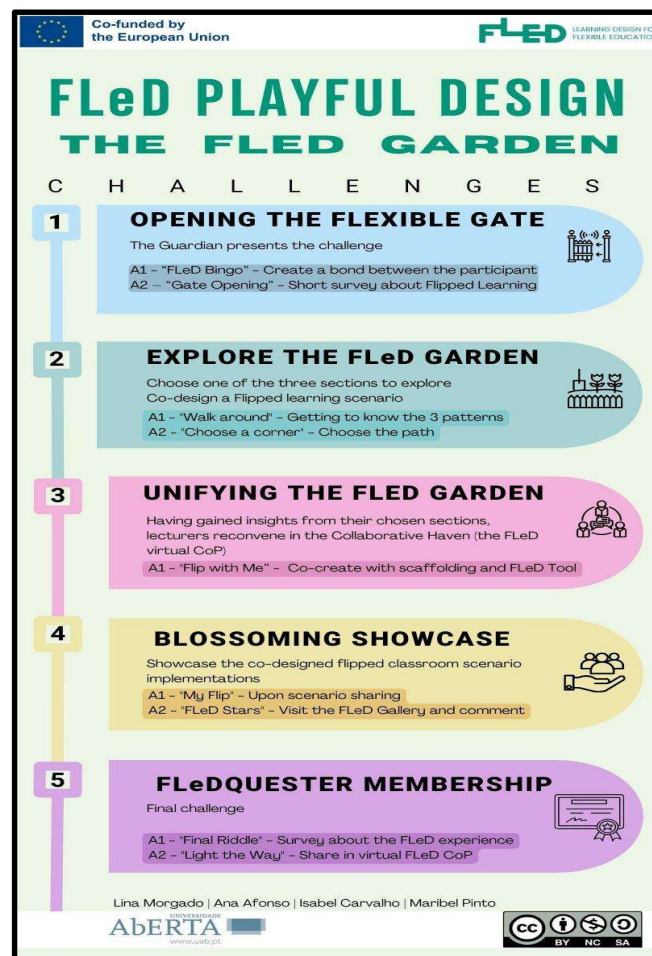 Co-funded by
the European Union
FLED
LEARNING DESIGN FOR
FLEXIBLE EDUCATION
FLeD PLAYFUL DESIGN
THE FLED GARDEN
CHALLENGES
1
OPENING THE FLEXIBLE GATE
The Guardian presents the challenge
A1 - "FLeD Bingo" - Create a bond between the participant
A2 – "Gate Opening" - Short survey about Flipped Learning
2
EXPLORE THE FLeD GARDEN
Choose one of the three sections to explore
Co-design a Flipped learning scenario
A1 - "Walk around" - Getting to know the 3 patterns
A2 - "Choose a corner" - Choose the path
3
UNIFYING THE FLED GARDEN
Having gained insights from their chosen sections,
lecturers reconvene in the Collaborative Haven (the FLeD
virtual CoP)
A1 - "Flip with Me" - Co-create with scaffolding and FLeD Tool
4
BLOSSOMING SHOWCASE
Showcase the co-designed flipped classroom scenario
implementations
A1 - "My Flip" - Upon scenario sharing
A2 - "FLeD Stars" - Visit the FLeD Gallery and comment
5
FLeDQUESTER MEMBERSHIP
Final challenge
A1 - "Final Riddle" - Survey about the FLeD experience
A2 - "Light the Way" - Share in virtual FLeD CoP
Lina Morgado | Ana Afonso | Isabel Carvalho | Maribel Pinto
UNIVERSIDADE
AbERTA
www.uab.pt
cc
BY NC SA